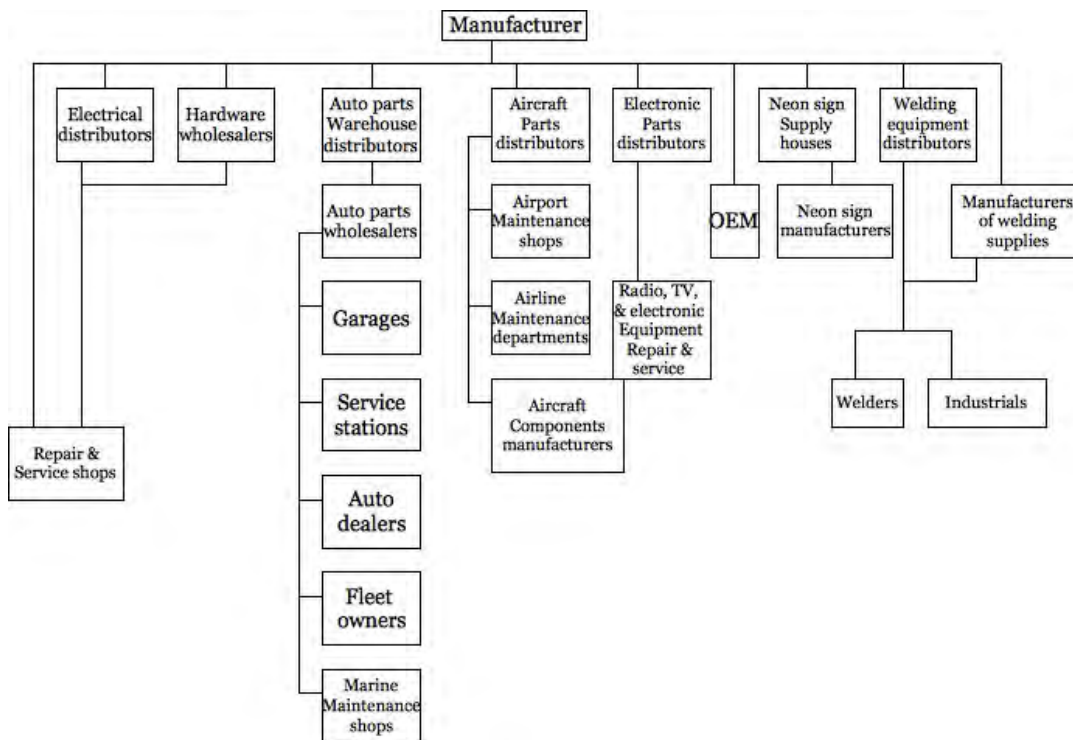 Manufacturer
Electrical
distributors
Hardware
wholesalers
Auto parts
Warehouse
distributors
Aircraft
Parts
distributors
Electronic
Parts
distributors
Neon sign
Supply
houses
Welding
equipment
distributors
Auto parts
wholesalers
Airport
Maintenance
shops
OEM
Neon sign
manufacturers
Manufacturers
of welding
supplies
Garages
Airline
Maintenance
departments
Radio, TV,
& electronic
Equipment
Repair &
service
Service
stations
Aircraft
Components
manufacturers
Welders
Industrials
Repair &
Service shops
Auto
dealers
Fleet
owners
Marine
Maintenance
shops